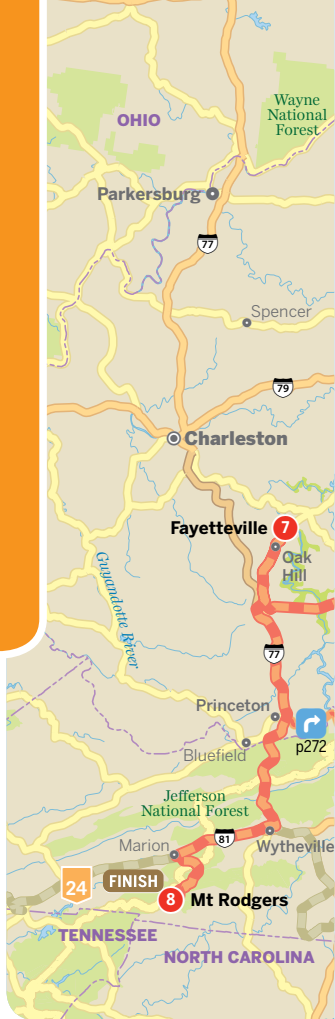 Wayne
National
Forest
OHIO
Parkersburg
77
Spencer
79
Charleston
Fayetteville 7
Oak
Hill
Guyandotte River
77
Princeton
p272
Bluefield
Jefferson
National Forest
81
Marion
Wytheville
24
FINISH
8 Mt Rodgers
TENNESSEE
NORTH CAROLINA